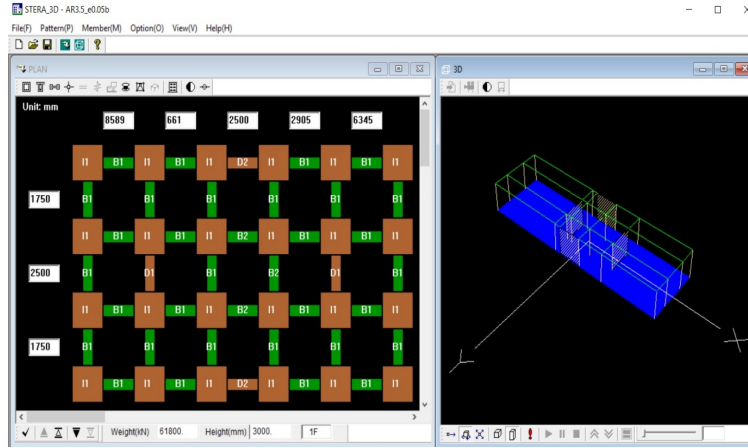 STERA_3D - AR3.5_e0.05b
File(F) Pattern(P) Member(M) Option(O) View(V) Help(H)
PLAN
3D
Unit: mm
8589 661 2500 2905 6345
I1 B1 I1 B1 I1 D2 I1 B1 I1 B1 I1
1750 B1 B1 B1 B1 B1 B1
I1 B1 I1 B1 I1 B2 I1 B1 I1 B1 I1
2500 B1 D1 B1 B2 D1 B1
I1 B1 I1 B1 I1 B2 I1 B1 I1 B1 I1
1750 B1 B1 B1 B1 B1 B1
I1 B1 I1 B1 I1 D2 I1 B1 I1 B1 I1
Y X
Weight(kN) 61800. Height(mm) 3000. 1F